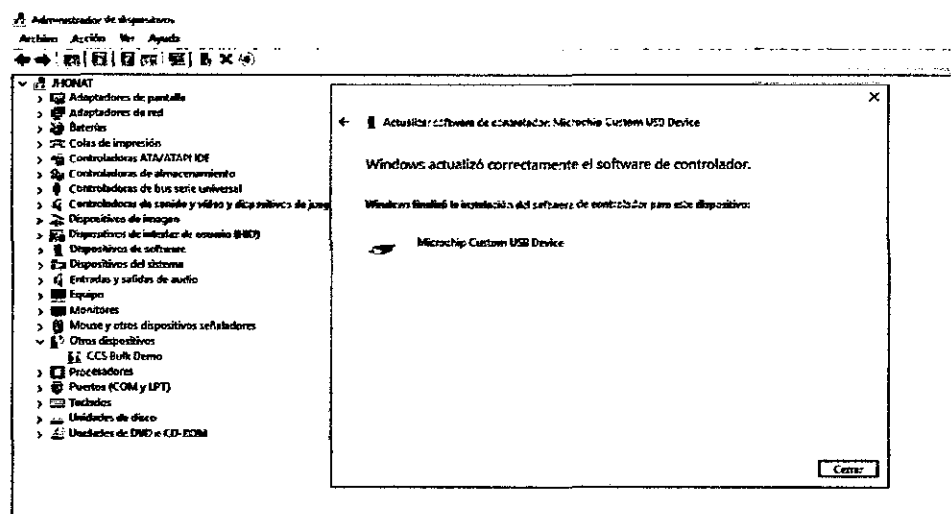 Administrador de dispositivos
Archivo Acción Ver Ayuda
JHONAT
Adaptadores de pantalla
Adaptadores de red
Baterías
Colas de impresión
Controladoras ATA/ATAPI IDE
Controladoras de almacenamiento
Controladoras de bus serie universal
Controladoras de sonido y vídeo y dispositivos de jueg
Dispositivos de imagen
Dispositivos de interfaz de usuario (HID)
Dispositivos de software
Dispositivos del sistema
Entradas y salidas de audio
Equipo
Monitores
Mouse y otros dispositivos señaladores
Otros dispositivos
CCS Bulk Demo
Procesadores
Puertos (COM y LPT)
Teclados
Unidades de disco
Unidades de DVD o CD-ROM
Actualizar software de controlador: Microchip Custom USB Device
Windows actualizó correctamente el software de controlador.
Windows finalizó la instalación del software de controlador para este dispositivo:
Microchip Custom USB Device
Cerrar